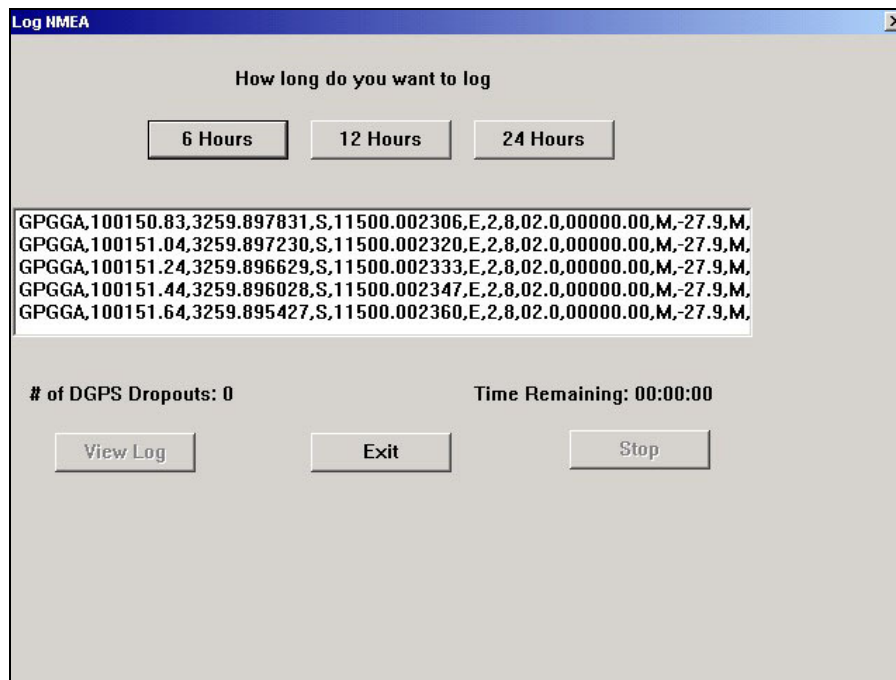 Log NMEA
How long do you want to log
6 Hours 12 Hours 24 Hours
GPGGA,100150.83,3259.897831,S,11500.002306,E,2,8,02.0,00000.00,M,-27.9,M,
GPGGA,100151.04,3259.897230,S,11500.002320,E,2,8,02.0,00000.00,M,-27.9,M,
GPGGA,100151.24,3259.896629,S,11500.002333,E,2,8,02.0,00000.00,M,-27.9,M,
GPGGA,100151.44,3259.896028,S,11500.002347,E,2,8,02.0,00000.00,M,-27.9,M,
GPGGA,100151.64,3259.895427,S,11500.002360,E,2,8,02.0,00000.00,M,-27.9,M,
# of DGPS Dropouts: 0 Time Remaining: 00:00:00
View Log Exit Stop